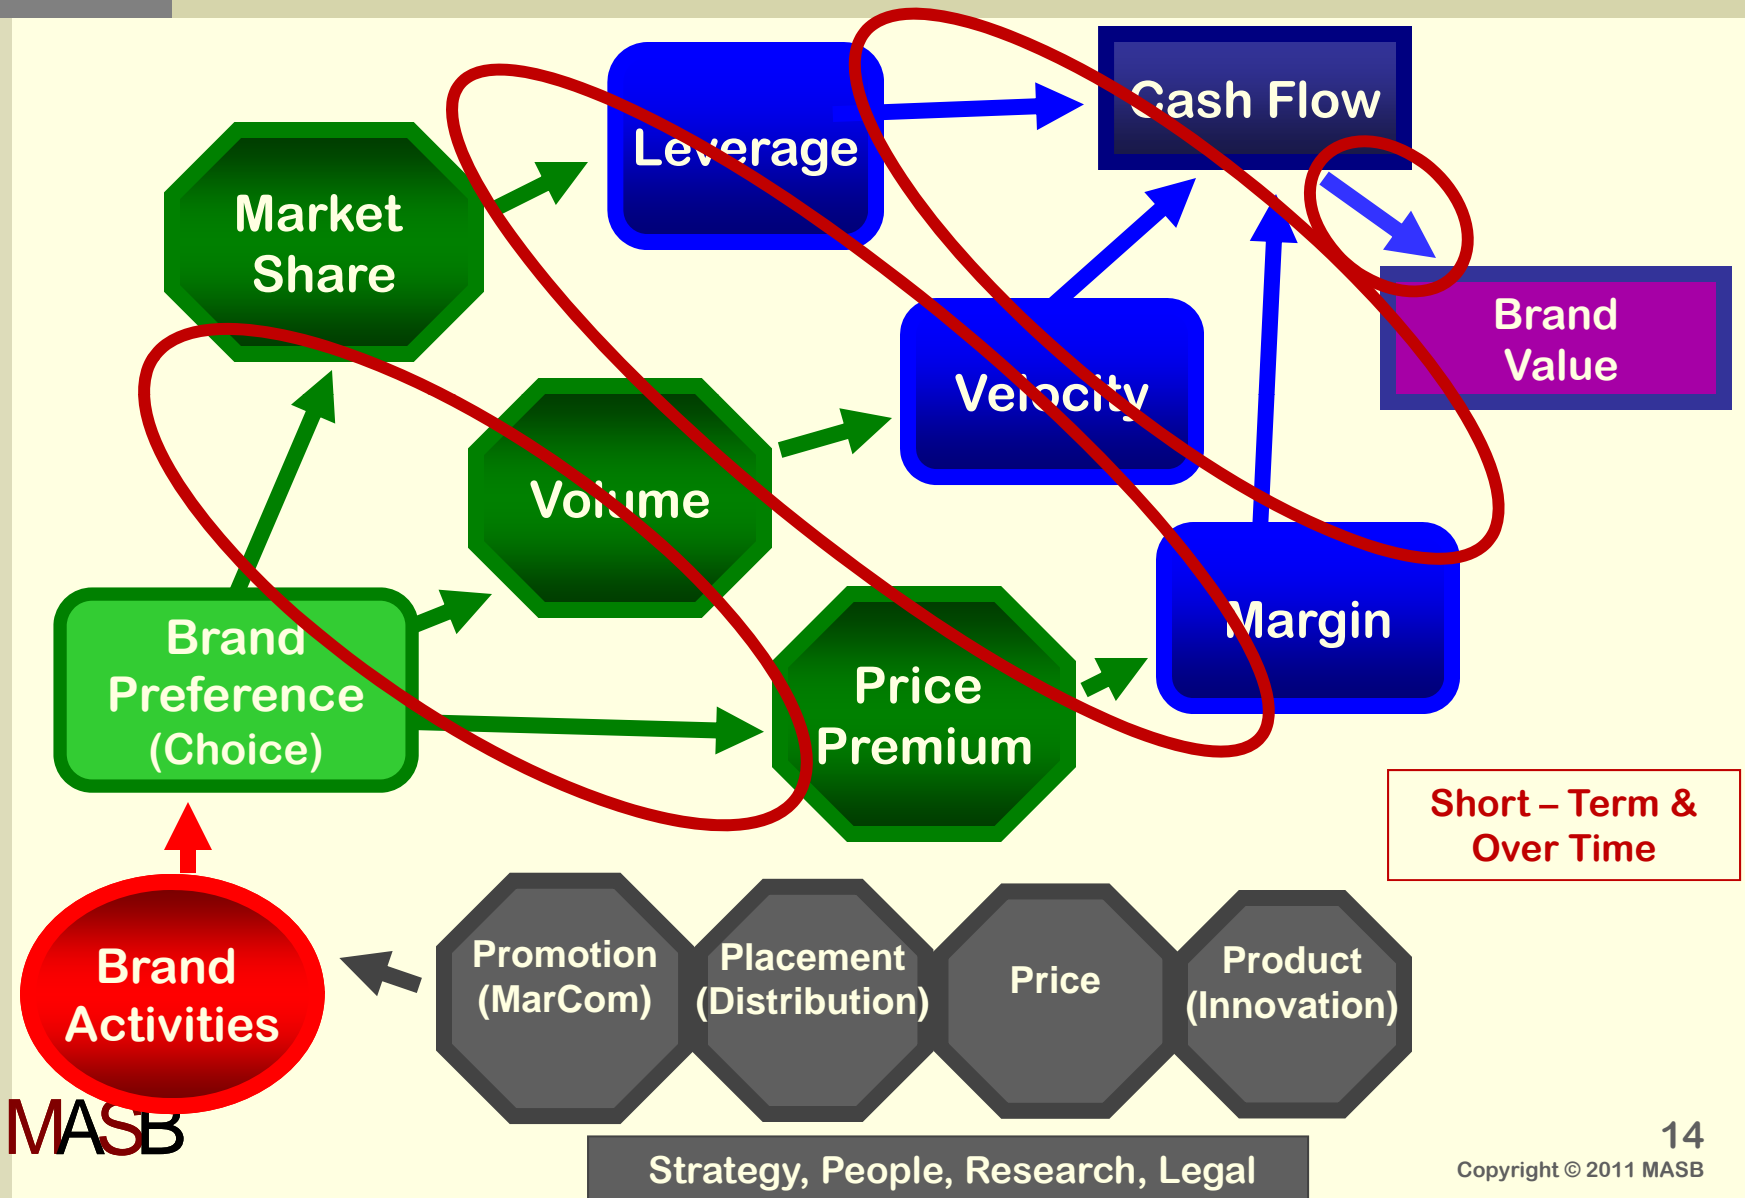 Cash Flow
Leverage
Market
Share
Brand
Value
Velocity
Volume
Margin
Brand
Preference
(Choice)
Price
Premium
Short – Term &
Over Time
Brand
Activities
Promotion
(MarCom)
Placement
(Distribution)
Price
Product
(Innovation)
MASB
Strategy, People, Research, Legal
14
Copyright © 2011 MASB